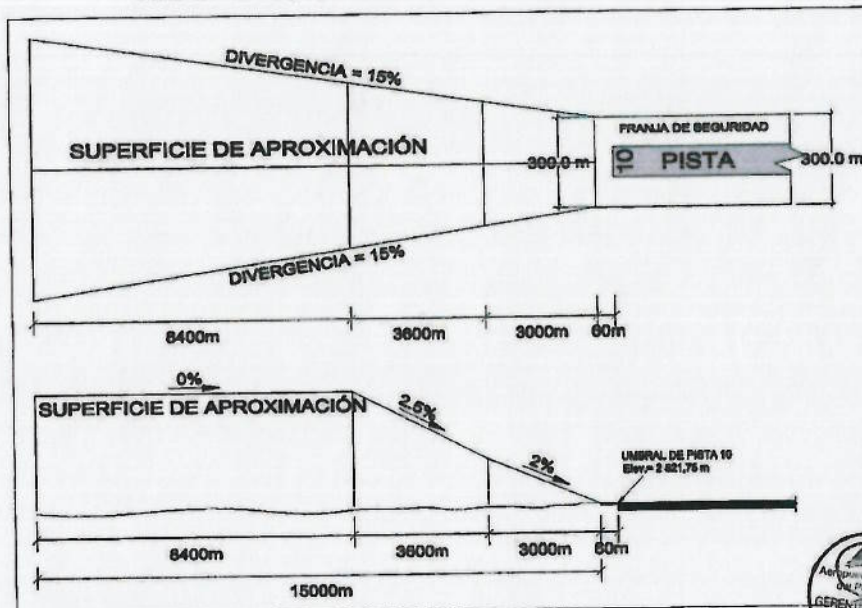 DIVERGENCIA = 15%
FRANJA DE SEGURIDAD
SUPERFICIE DE APROXIMACIÓN
300.0 m
10
PISTA
300.0 m
DIVERGENCIA = 15%
8400m
3600m
3000m
60m
0%
SUPERFICIE DE APROXIMACIÓN
2.5%
2%
UMBRAL DE PISTA 10
Elev.= 2 821,75 m
8400m
3600m
3000m
60m
15000m